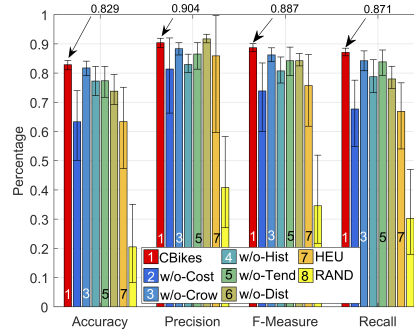 0.829 0.904 0.887 0.871
1
0.9
0.8
0.7
0.6
0.5
0.4
0.3
0.2
0.1
0
Percentage
1 3 5 7 1 3 5 7 1 3 5 7 1 3 5 7
1 CBikes 4 w/o-Hist 7 HEU
2 w/o-Cost 5 w/o-Tend 8 RAND
3 w/o-Crow 6 w/o-Dist
Accuracy Precision F-Measure Recall